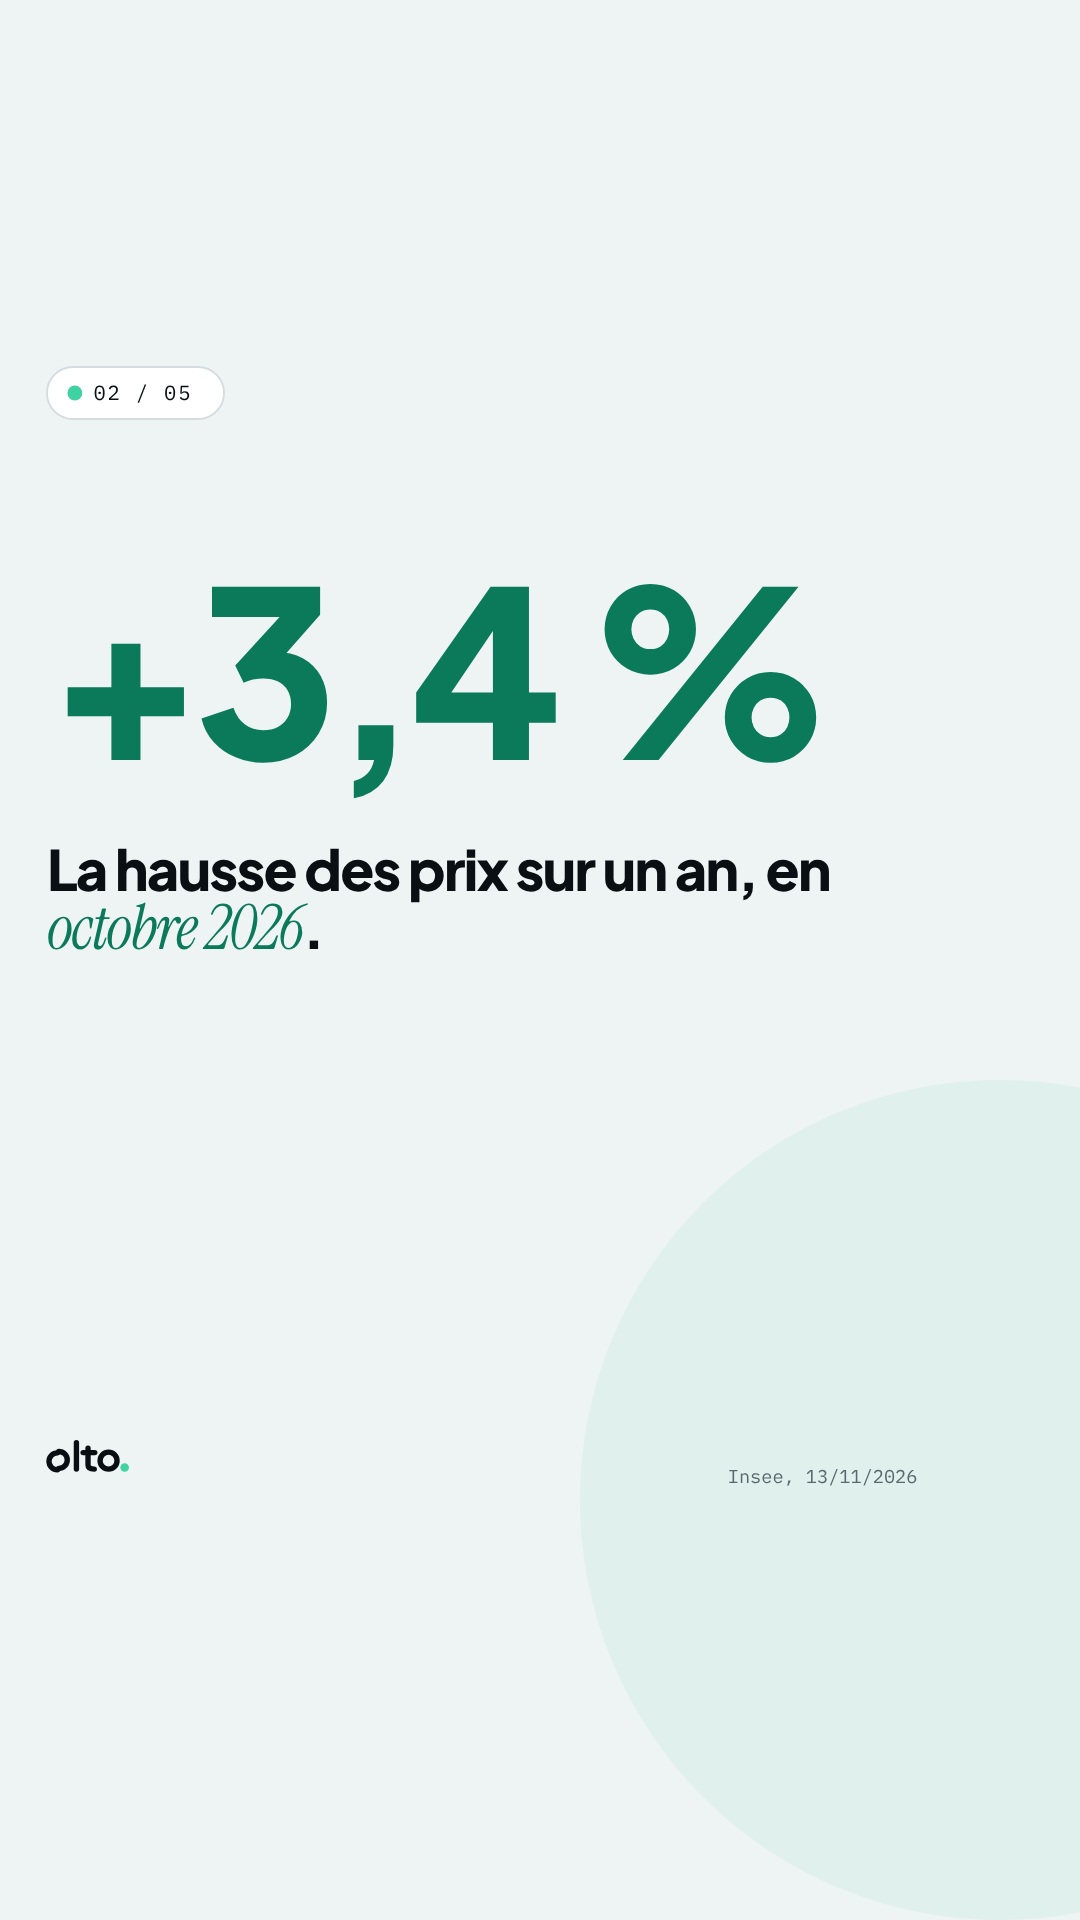 02 / 05
+3,4 %
La hausse des prix sur un an, en
octobre 2026.
olto.
Insee, 13/11/2026